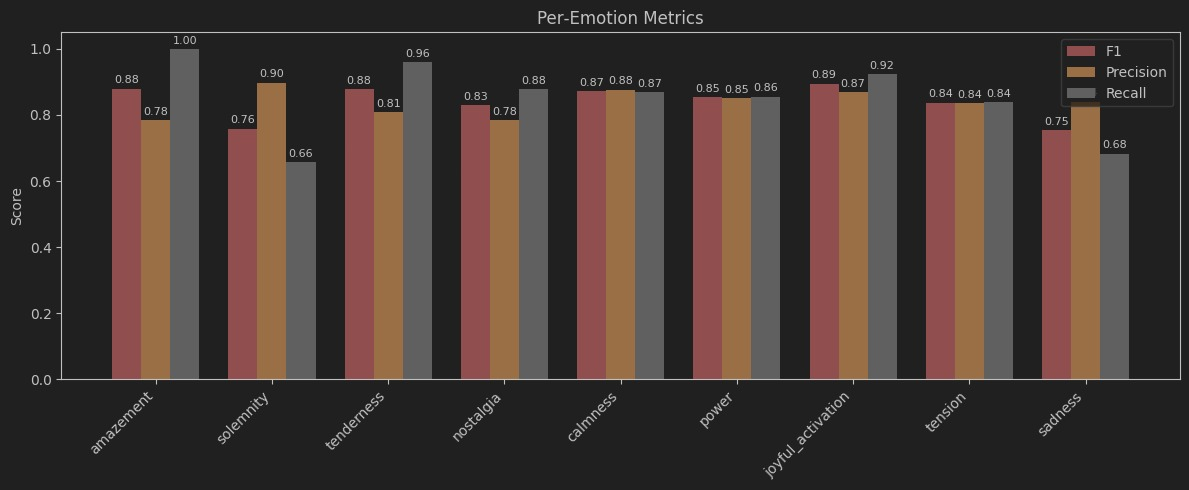 Per-Emotion Metrics
F1
Precision
Recall
Score
1.0
0.8
0.6
0.4
0.2
0.0
0.88 0.78 1.00
0.76 0.90 0.66
0.88 0.81 0.96
0.83 0.78 0.88
0.87 0.88 0.87
0.85 0.85 0.86
0.89 0.87 0.92
0.84 0.84 0.84
0.75 0.68
amazement
solemnity
tenderness
nostalgia
calmness
power
joyful_activation
tension
sadness